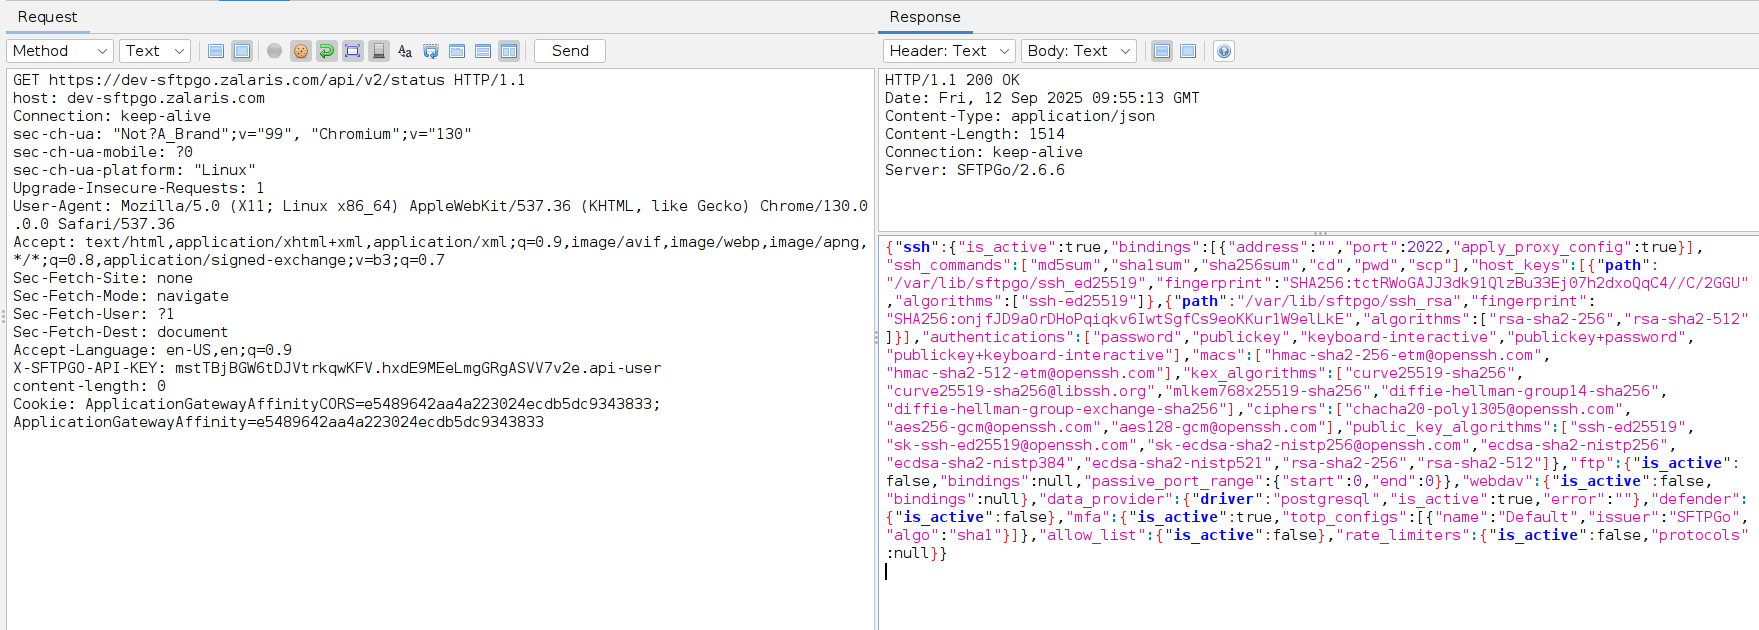 Request
Method Text Send
GET https://dev-sftpgo.zalaris.com/api/v2/status HTTP/1.1
host: dev-sftpgo.zalaris.com
Connection: keep-alive
sec-ch-ua: "Not?A_Brand";v="99", "Chromium";v="130"
sec-ch-ua-mobile: ?0
sec-ch-ua-platform: "Linux"
Upgrade-Insecure-Requests: 1
User-Agent: Mozilla/5.0 (X11; Linux x86_64) AppleWebKit/537.36 (KHTML, like Gecko) Chrome/130.0
.0.0 Safari/537.36
Accept: text/html,application/xhtml+xml,application/xml;q=0.9,image/avif,image/webp,image/apng,
*/*;q=0.8,application/signed-exchange;v=b3;q=0.7
Sec-Fetch-Site: none
Sec-Fetch-Mode: navigate
Sec-Fetch-User: ?1
Sec-Fetch-Dest: document
Accept-Language: en-US,en;q=0.9
X-SFTPGO-API-KEY: mstTBjBGW6tDJVtrkqwKFV.hxdE9MEeLmgGRgASVV7v2e.api-user
content-length: 0
Cookie: ApplicationGatewayAffinityCORS=e5489642aa4a223024ecdb5dc9343833;
ApplicationGatewayAffinity=e5489642aa4a223024ecdb5dc9343833
Response
Header: Text Body: Text
HTTP/1.1 200 OK
Date: Fri, 12 Sep 2025 09:55:13 GMT
Content-Type: application/json
Content-Length: 1514
Connection: keep-alive
Server: SFTPGo/2.6.6
{"ssh":{"is_active":true,"bindings":[{"address":"","port":2022,"apply_proxy_config":true}],
"ssh_commands":["md5sum","sha1sum","sha256sum","cd","pwd","scp"],"host_keys":[{"path":
"/var/lib/sftpgo/ssh_ed25519","fingerprint":"SHA256:tctRWoGAJJ3dk91QlzBu33Ej07h2dxoQqC4//C/2GGU"
,"algorithms":["ssh-ed25519"]},{"path":"/var/lib/sftpgo/ssh_rsa","fingerprint":
"SHA256:onjfJD9aOrDHoPqiqkv6IwtSgfCs9eoKKur1W9elLkE","algorithms":["rsa-sha2-256","rsa-sha2-512"
]}],"authentications":["password","publickey","keyboard-interactive","publickey+password",
"publickey+keyboard-interactive"],"macs":["hmac-sha2-256-etm@openssh.com",
"hmac-sha2-512-etm@openssh.com"],"kex_algorithms":["curve25519-sha256",
"curve25519-sha256@libssh.org","mlkem768x25519-sha256","diffie-hellman-group14-sha256",
"diffie-hellman-group-exchange-sha256"],"ciphers":["chacha20-poly1305@openssh.com",
"aes256-gcm@openssh.com","aes128-gcm@openssh.com"],"public_key_algorithms":["ssh-ed25519",
"sk-ssh-ed25519@openssh.com","sk-ecdsa-sha2-nistp256@openssh.com","ecdsa-sha2-nistp256",
"ecdsa-sha2-nistp384","ecdsa-sha2-nistp521","rsa-sha2-256","rsa-sha2-512"]},"ftp":{"is_active":
false,"bindings":null,"passive_port_range":{"start":0,"end":0}},"webdav":{"is_active":false,
"bindings":null},"data_provider":{"driver":"postgresql","is_active":true,"error":""},"defender":
{"is_active":false},"mfa":{"is_active":true,"totp_configs":[{"name":"Default","issuer":"SFTPGo",
"algo":"sha1"}]},"allow_list":{"is_active":false},"rate_limiters":{"is_active":false,"protocols"
:null}}